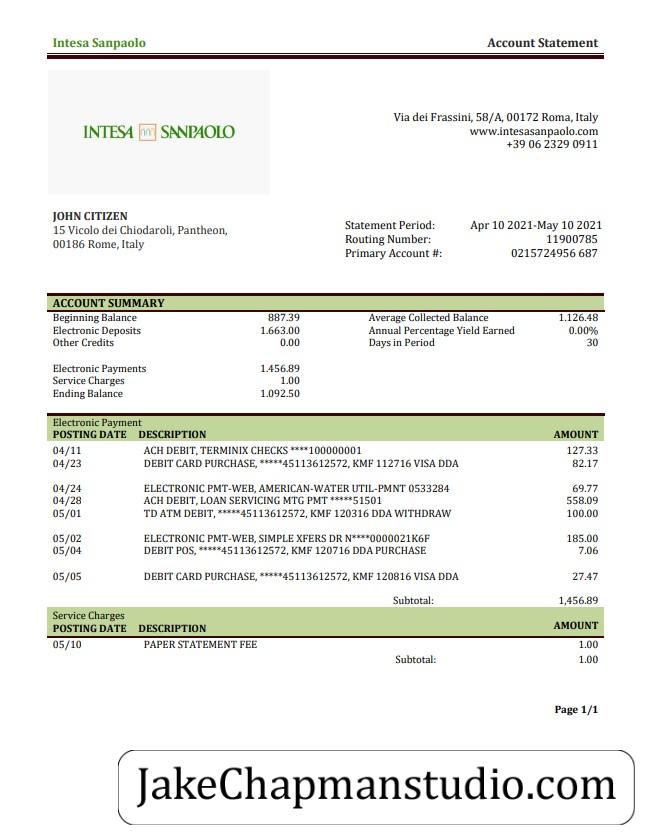 Intesa Sanpaolo Account Statement
INTESA SANPAOLO
Via dei Frassini, 58/A, 00172 Roma, Italy
www.intesasanpaolo.com
+39 06 2329 0911
JOHN CITIZEN
15 Vicolo dei Chiodaroli, Pantheon,
00186 Rome, Italy
Statement Period: Apr 10 2021-May 10 2021
Routing Number: 11900785
Primary Account #: 0215724956 687
ACCOUNT SUMMARY
Beginning Balance 887.39 Average Collected Balance 1.126.48
Electronic Deposits 1.663.00 Annual Percentage Yield Earned 0.00%
Other Credits 0.00 Days in Period 30
Electronic Payments 1.456.89
Service Charges 1.00
Ending Balance 1.092.50
Electronic Payment
POSTING DATE DESCRIPTION AMOUNT
04/11 ACH DEBIT, TERMINIX CHECKS ****100000001 127.33
04/23 DEBIT CARD PURCHASE, *****45113612572, KMF 112716 VISA DDA 82.17
04/24 ELECTRONIC PMT-WEB, AMERICAN-WATER UTIL-PMNT 0533284 69.77
04/28 ACH DEBIT, LOAN SERVICING MTG PMT *****51501 558.09
05/01 TD ATM DEBIT, *****45113612572, KMF 120316 DDA WITHDRAW 100.00
05/02 ELECTRONIC PMT-WEB, SIMPLE XFERS DR N****0000021K6F 185.00
05/04 DEBIT POS, *****45113612572, KMF 120716 DDA PURCHASE 7.06
05/05 DEBIT CARD PURCHASE, *****45113612572, KMF 120816 VISA DDA 27.47
Subtotal: 1,456.89
Service Charges
POSTING DATE DESCRIPTION AMOUNT
05/10 PAPER STATEMENT FEE 1.00
Subtotal: 1.00
Page 1/1
JakeChapmanstudio.com